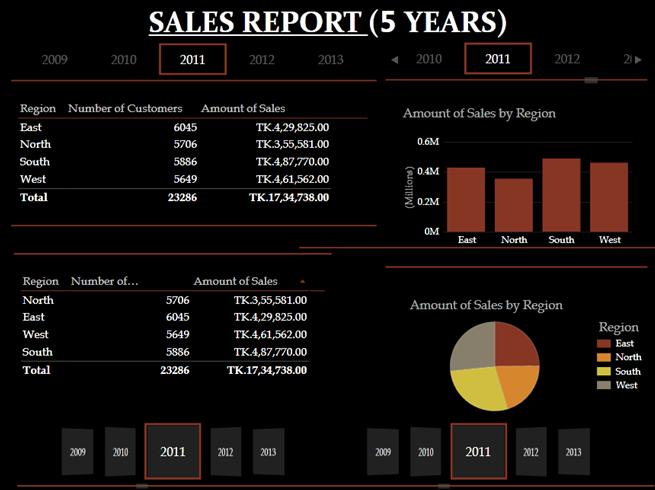 SALES REPORT (5 YEARS)
2009 2010 2011 2012 2013
2010 2011 2012
Region Number of Customers Amount of Sales
East 6045 TK.4,29,825.00
North 5706 TK.3,55,581.00
South 5886 TK.4,87,770.00
West 5649 TK.4,61,562.00
Total 23286 TK.17,34,738.00
Amount of Sales by Region
(Millions)
0.6M
0.4M
0.2M
0M
East North South West
Region Number of... Amount of Sales
North 5706 TK.3,55,581.00
East 6045 TK.4,29,825.00
West 5649 TK.4,61,562.00
South 5886 TK.4,87,770.00
Total 23286 TK.17,34,738.00
Amount of Sales by Region
Region
East
North
South
West
2009 2010 2011 2012 2013
2009 2010 2011 2012 2013